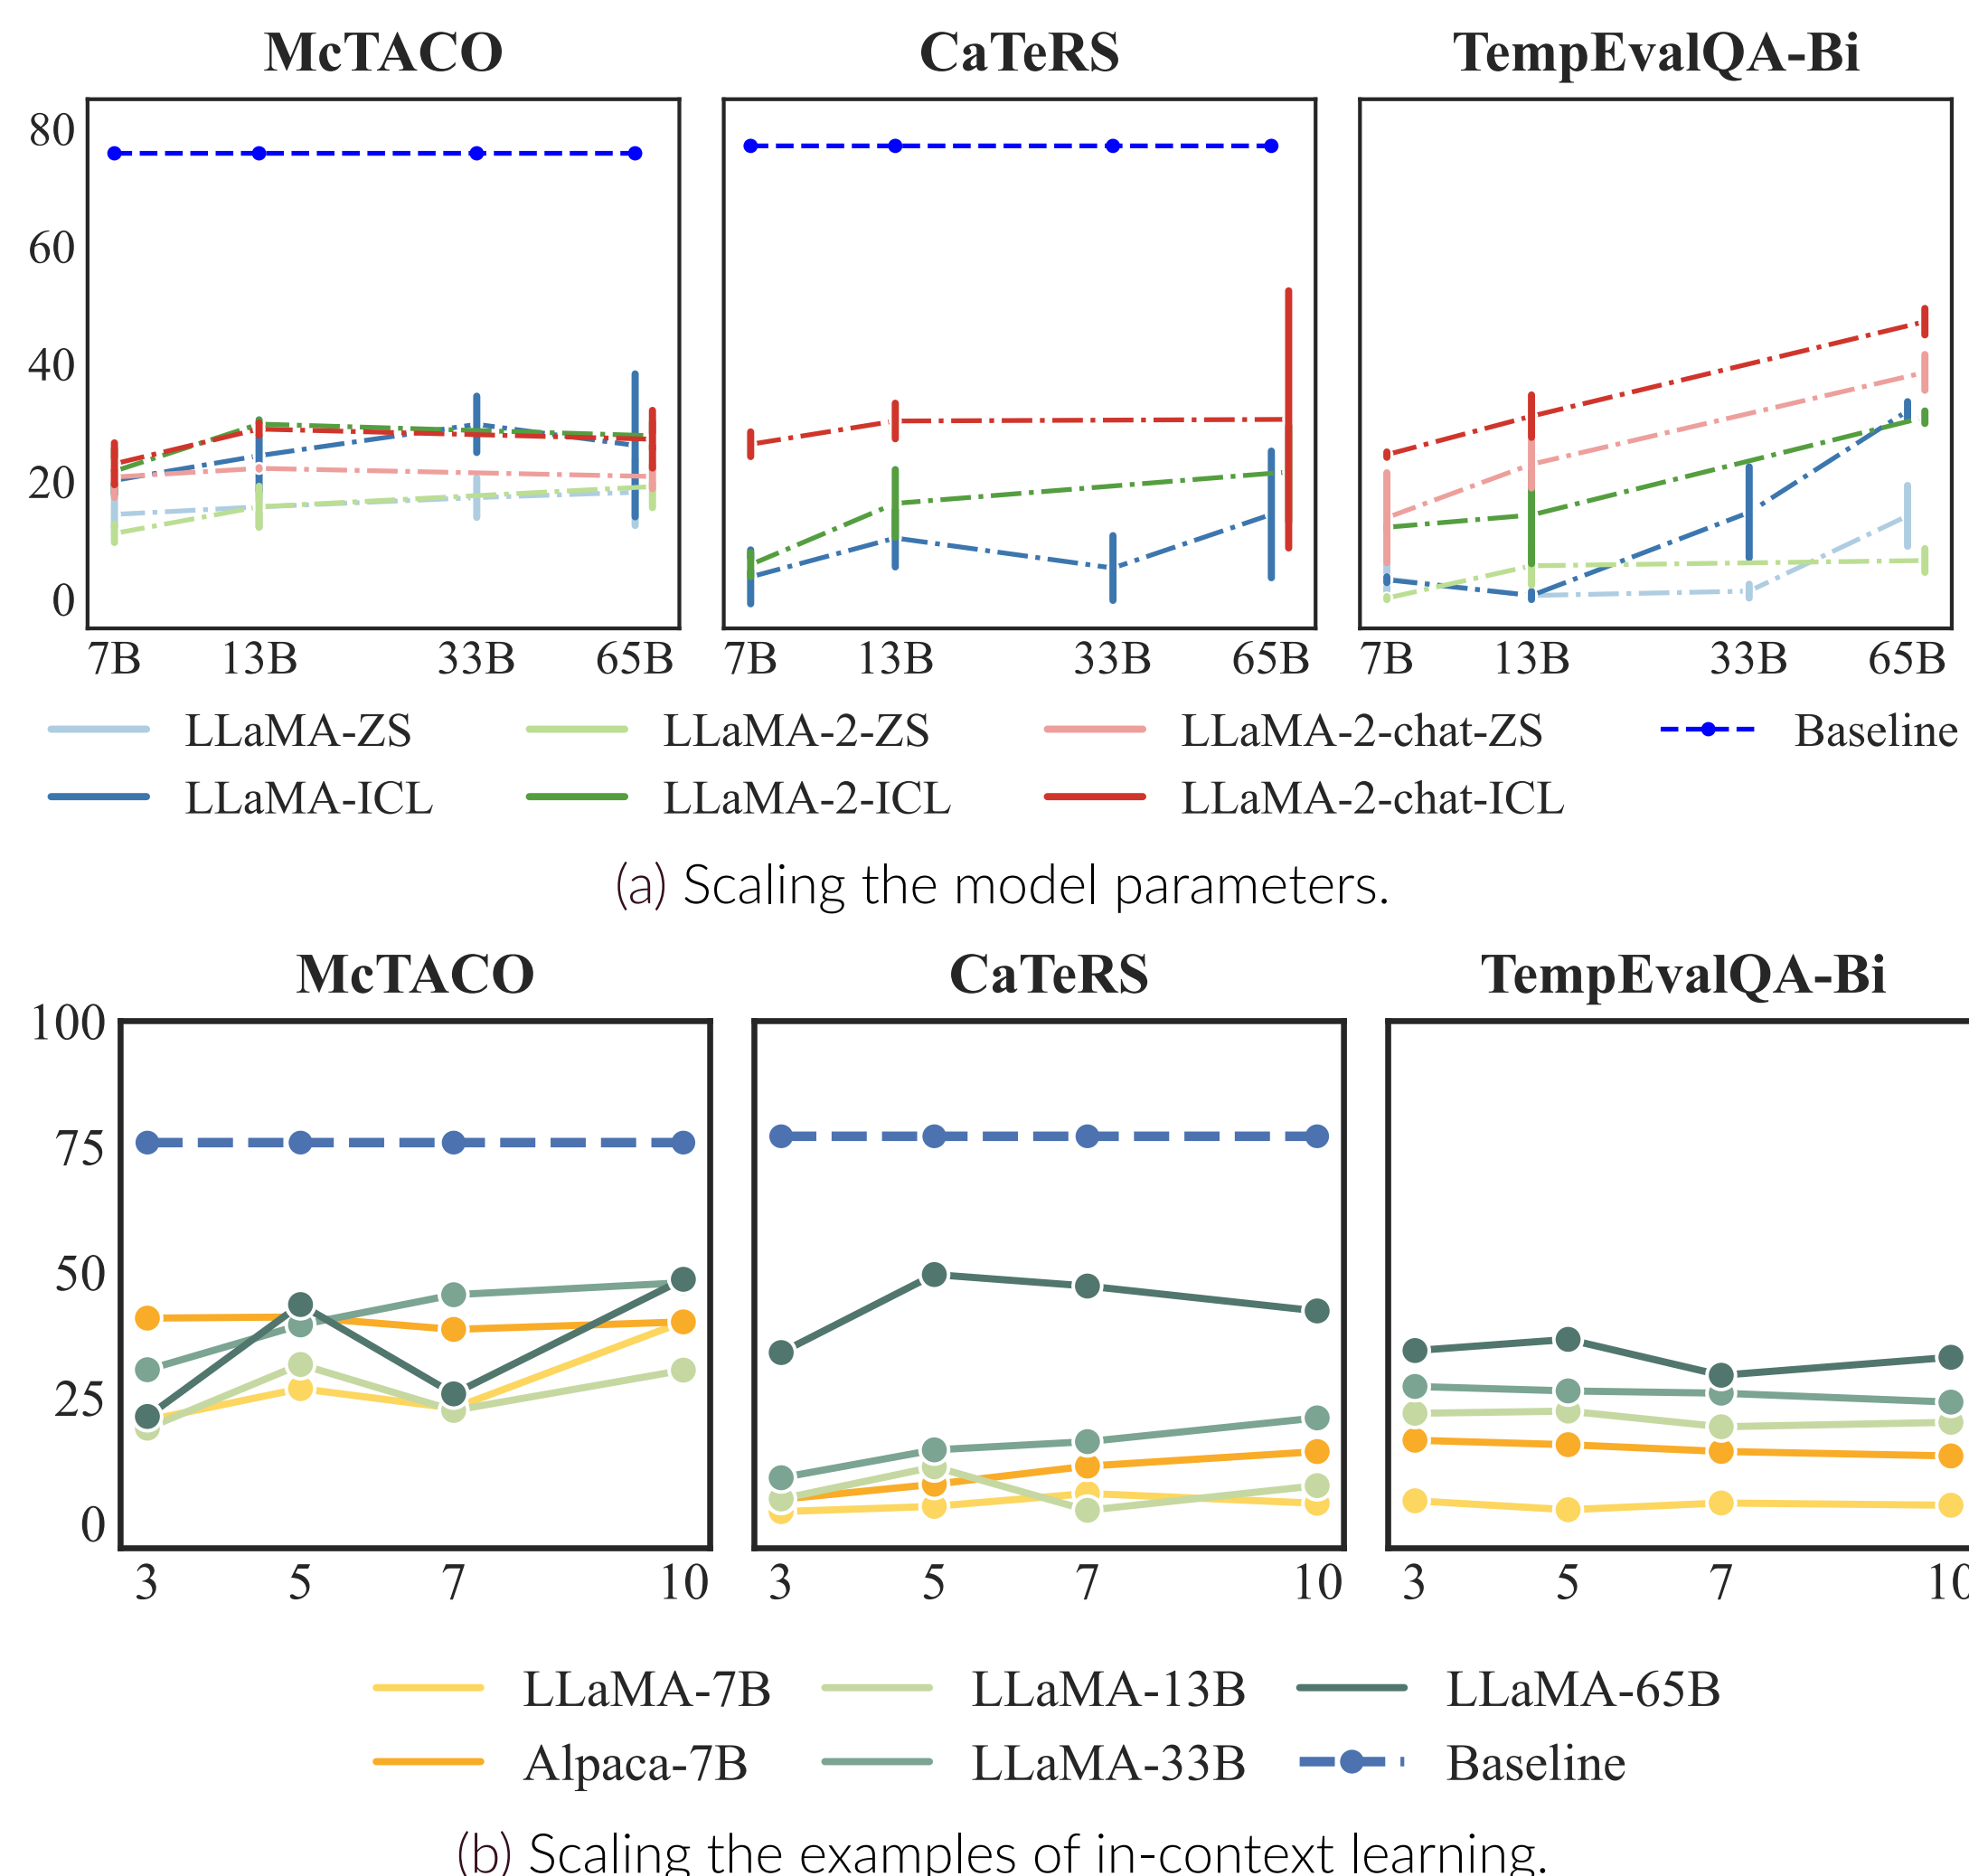 McTACO CaTeRS TempEvalQA-Bi
80
60
40
20
0
7B 13B 33B 65B 7B 13B 33B 65B 7B 13B 33B 65B
LLaMA-ZS LLaMA-2-ZS LLaMA-2-chat-ZS Baseline
LLaMA-ICL LLaMA-2-ICL LLaMA-2-chat-ICL
(a) Scaling the model parameters.
McTACO CaTeRS TempEvalQA-Bi
100
75
50
25
0
3 5 7 10 3 5 7 10 3 5 7 10
LLaMA-7B LLaMA-13B LLaMA-65B
Alpaca-7B LLaMA-33B Baseline
(b) Scaling the examples of in-context learning.